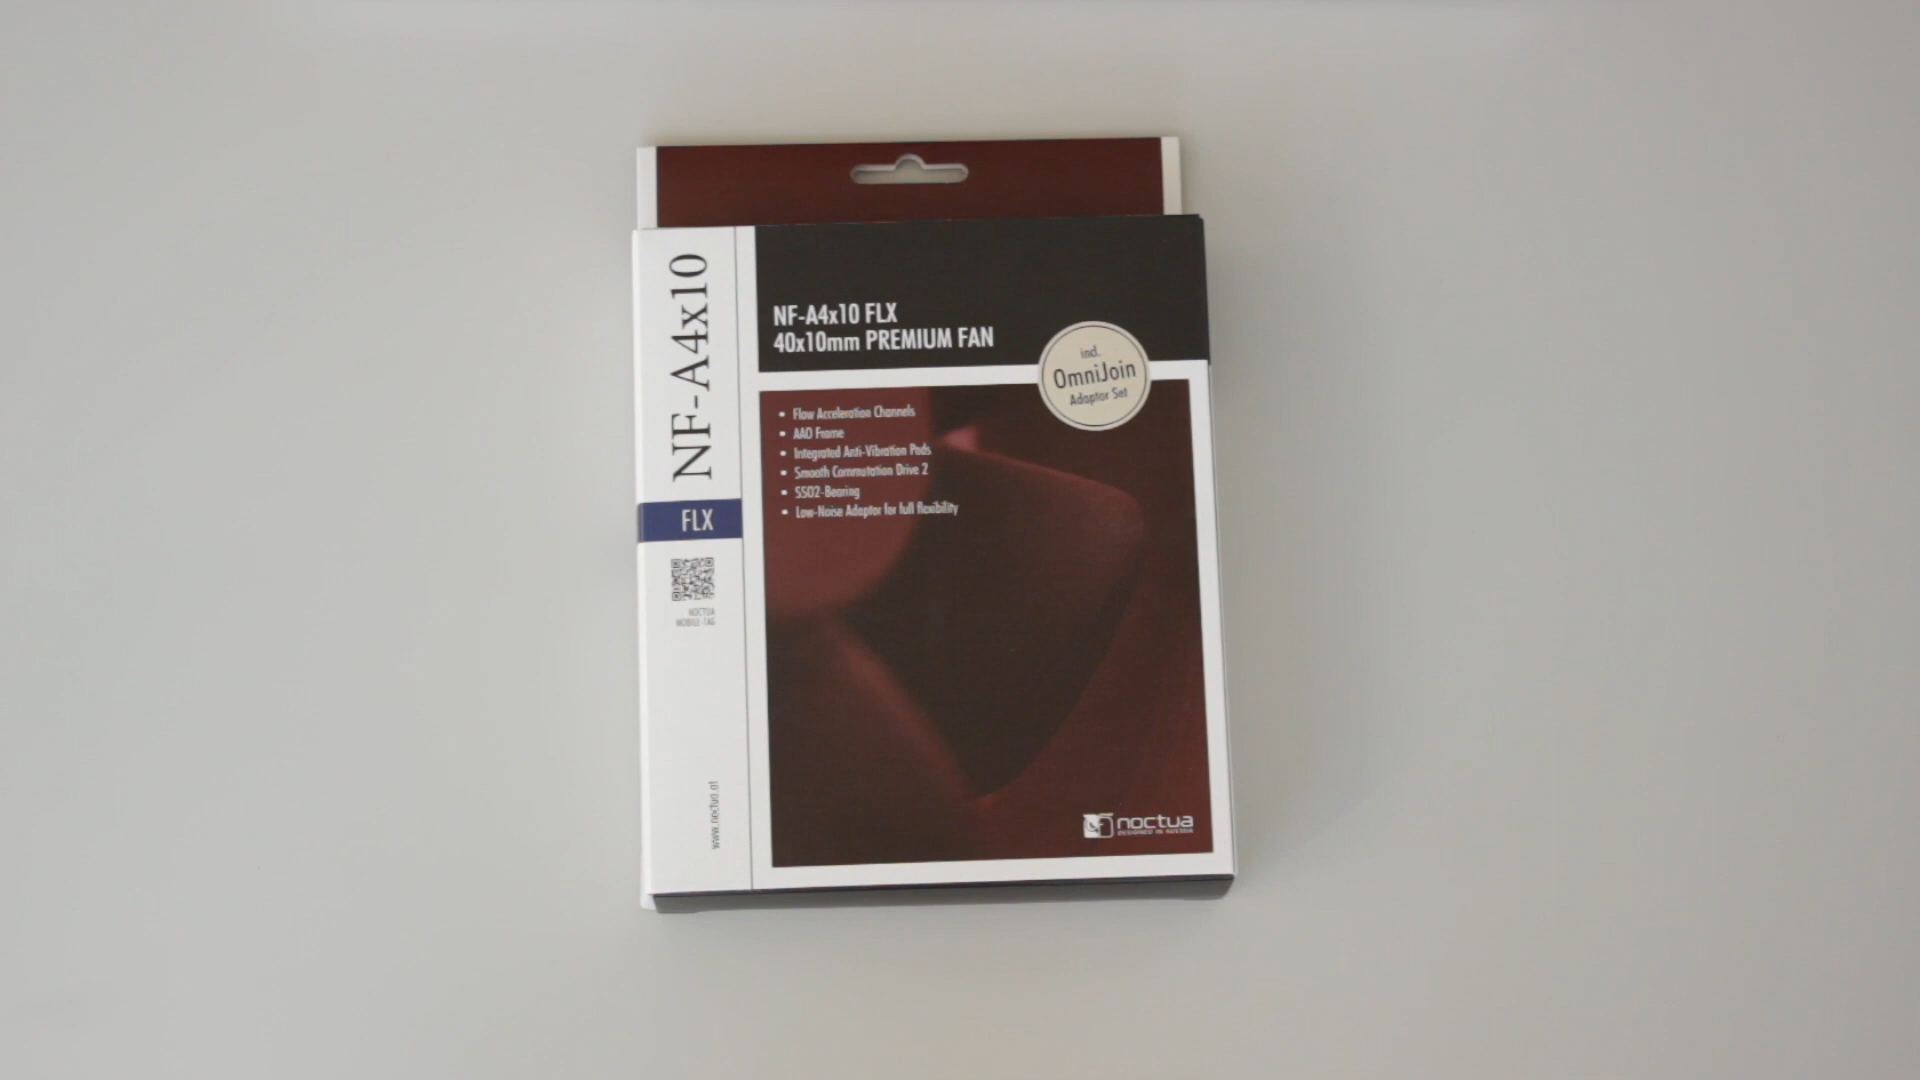 NF-A4x10
FLX
NOCTUA
MOBILE-TAG
www.noctua.at
NF-A4x10 FLX
40x10mm PREMIUM FAN
incl.
OmniJoin
Adaptor Set
• Flow Acceleration Channels
• AAO Frame
• Integrated Anti-Vibration Pads
• Smooth Commutation Drive 2
• SSO2-Bearing
• Low-Noise Adaptor for full flexibility
noctua
DESIGNED IN AUSTRIA